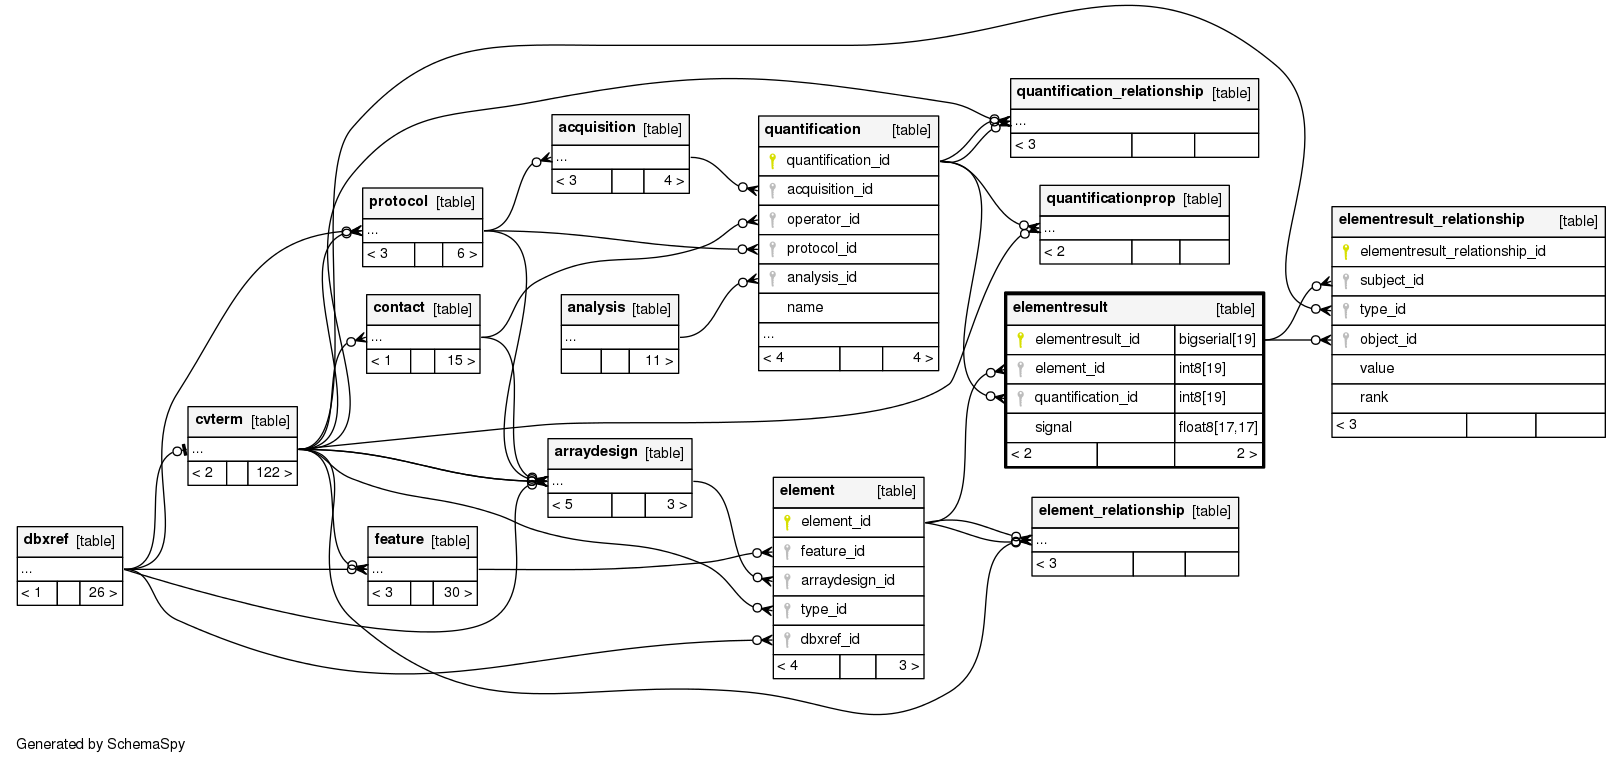 quantification_relationship [table]
...
< 3
acquisition [table]
...
< 3 4 >
quantification [table]
quantification_id
acquisition_id
operator_id
protocol_id
analysis_id
name
...
< 4 4 >
protocol [table]
...
< 3 6 >
quantificationprop [table]
...
< 2
elementresult_relationship [table]
elementresult_relationship_id
subject_id
type_id
object_id
value
rank
< 3
contact [table]
...
< 1 15 >
analysis [table]
...
11 >
elementresult [table]
elementresult_id bigserial[19]
element_id int8[19]
quantification_id int8[19]
signal float8[17,17]
< 2 2 >
cvterm [table]
...
< 2 122 >
arraydesign [table]
...
< 5 3 >
element [table]
element_id
feature_id
arraydesign_id
type_id
dbxref_id
< 4 3 >
element_relationship [table]
...
< 3
dbxref [table]
...
< 1 26 >
feature [table]
...
< 3 30 >
Generated by SchemaSpy